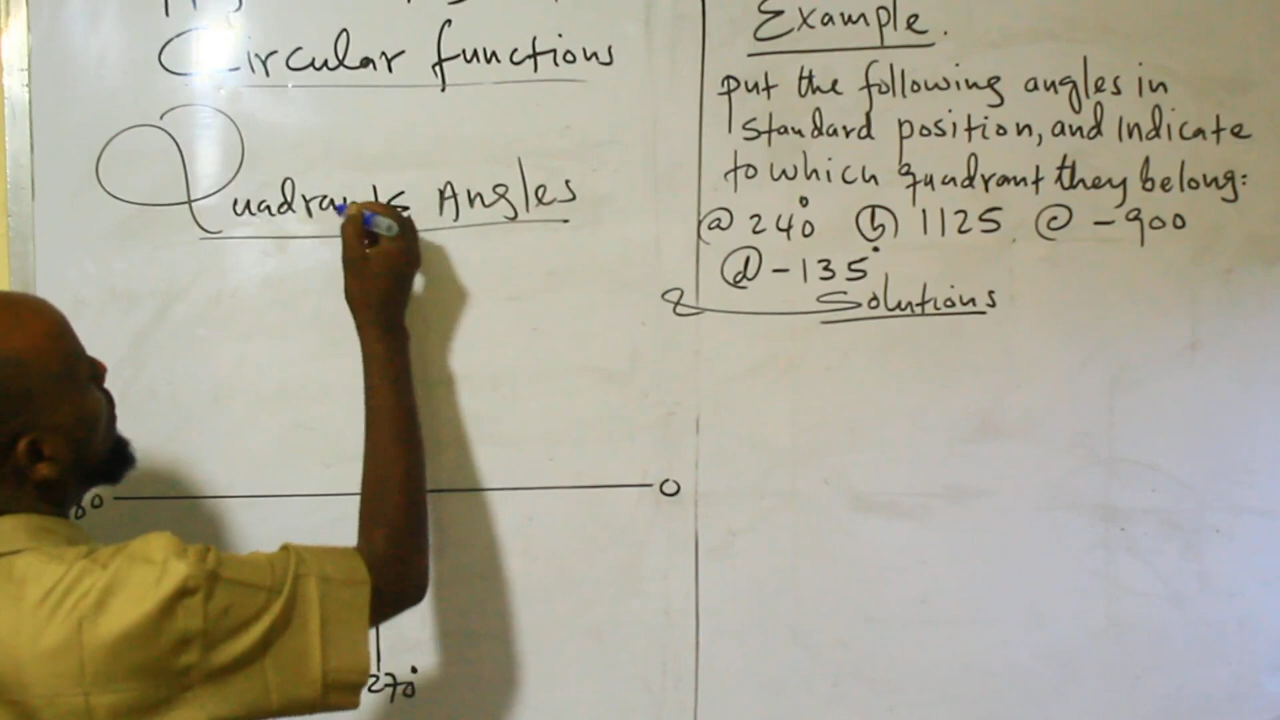 Circular functions
Quadrants Angles
0
270°
Example.
put the following angles in
standard position, and Indicate
to which quadrant they belong:
(a) 240° (b) 1125 (c) -900
(d) -135°
Solutions